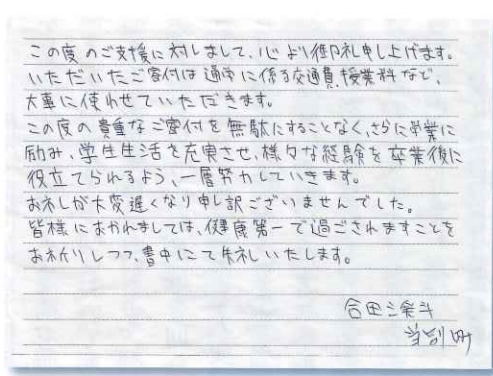 この度のご支援に対しまして、心より御礼申し上げます。
いただいたご寄付は通学に係る交通費、授業料など、
大事に使わせていただきます。
この度の貴重なご寄付を無駄にすることなく、さらに学業に
励み、学生生活を充実させ、様々な経験を卒業後に
役立てられるよう、一層努力していきます。
お礼が大変遅くなり申し訳ございませんでした。
皆様におかれましては、健康第一で過ごされますことを
お祈りしつつ、書中にて失礼いたします。
当別町